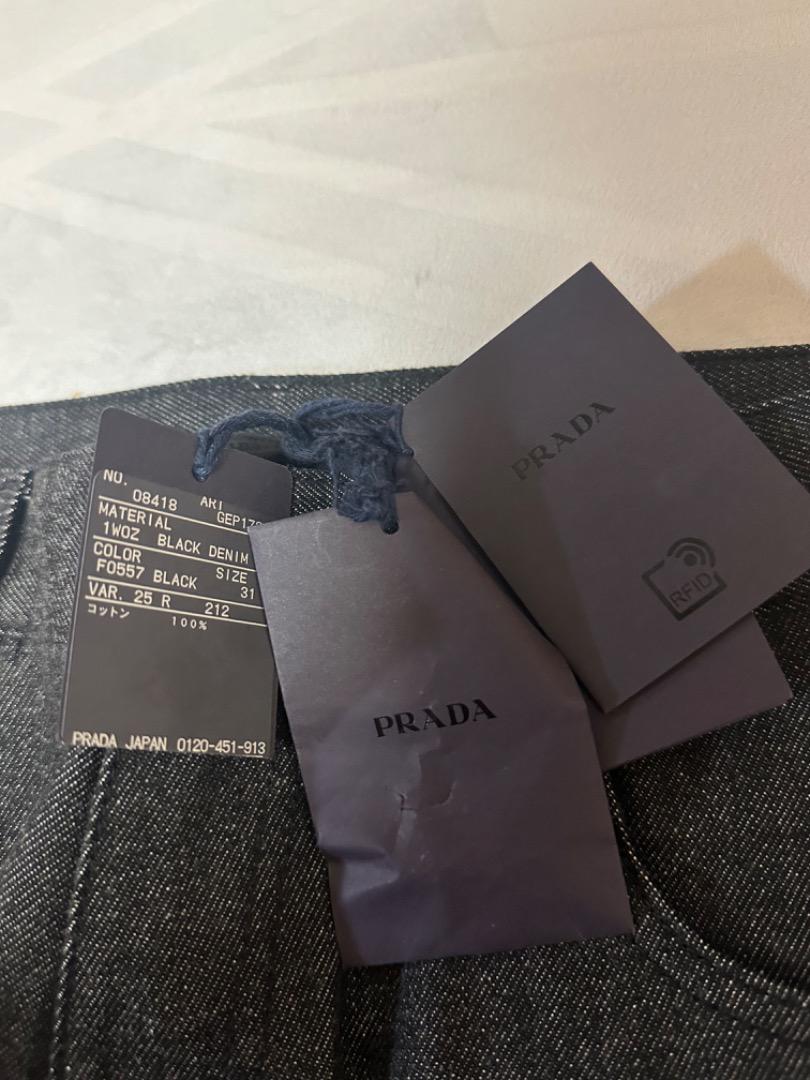 NO. ART
08418
MATERIAL
1WOZ BLACK DENIM
COLOR SIZE
F0557 BLACK 31
VAR. 25 R 212
コットン 100%
PRADA JAPAN 0120-451-913
PRADA
PRADA
RFID